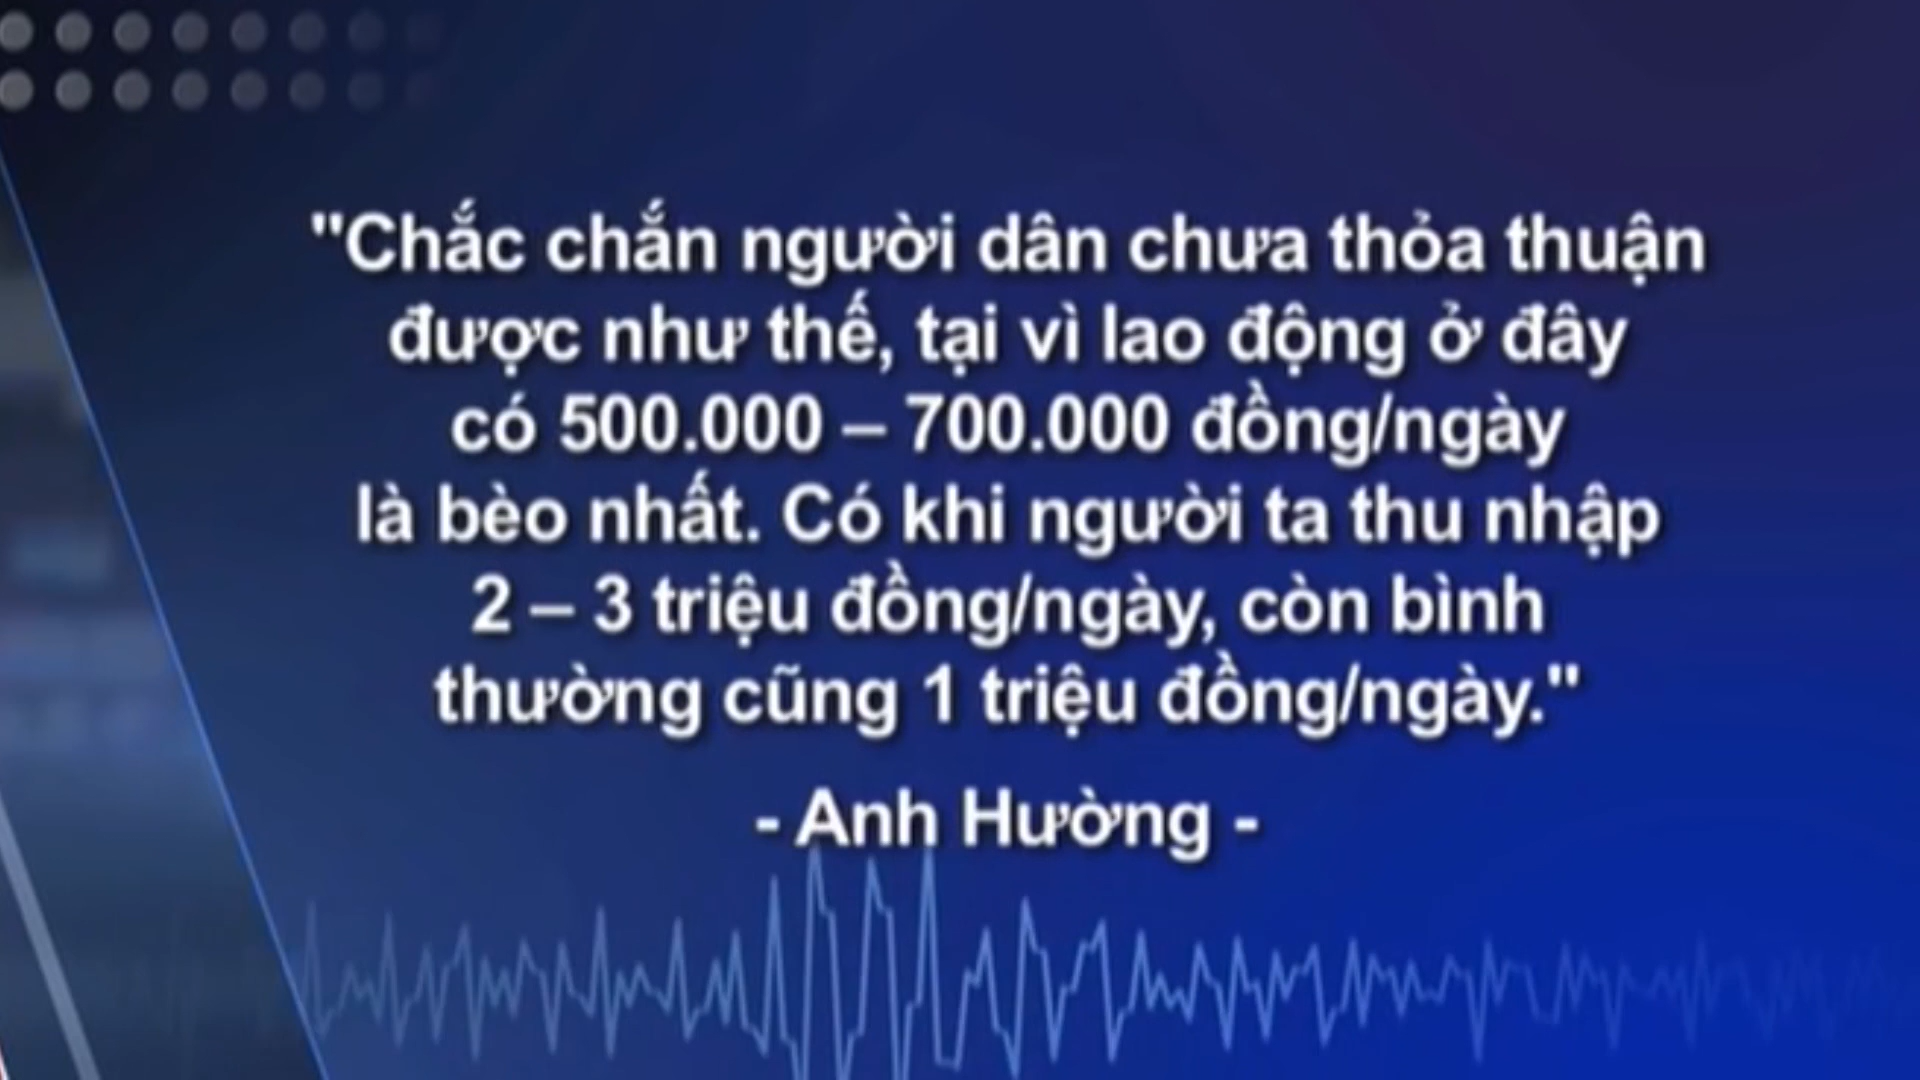 "Chắc chắn người dân chưa thỏa thuận
được như thế, tại vì lao động ở đây
có 500.000 – 700.000 đồng/ngày
là bèo nhất. Có khi người ta thu nhập
2 – 3 triệu đồng/ngày, còn bình
thường cũng 1 triệu đồng/ngày."
- Anh Hường -